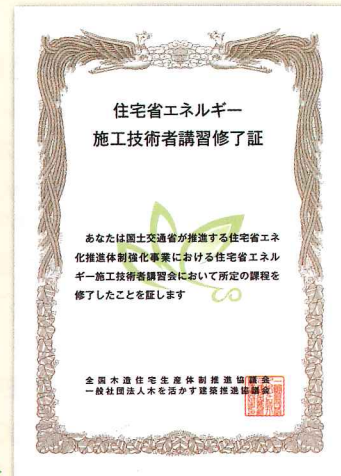 住宅省エネルギー
施工技術者講習修了証
あなたは国土交通省が推進する住宅省エネ
化推進体制強化事業における住宅省エネル
ギー施工技術者講習会において所定の課程を
修了したことを証します
全国木造住宅生産体制推進協議会
一般社団法人木を活かす建築推進協議会